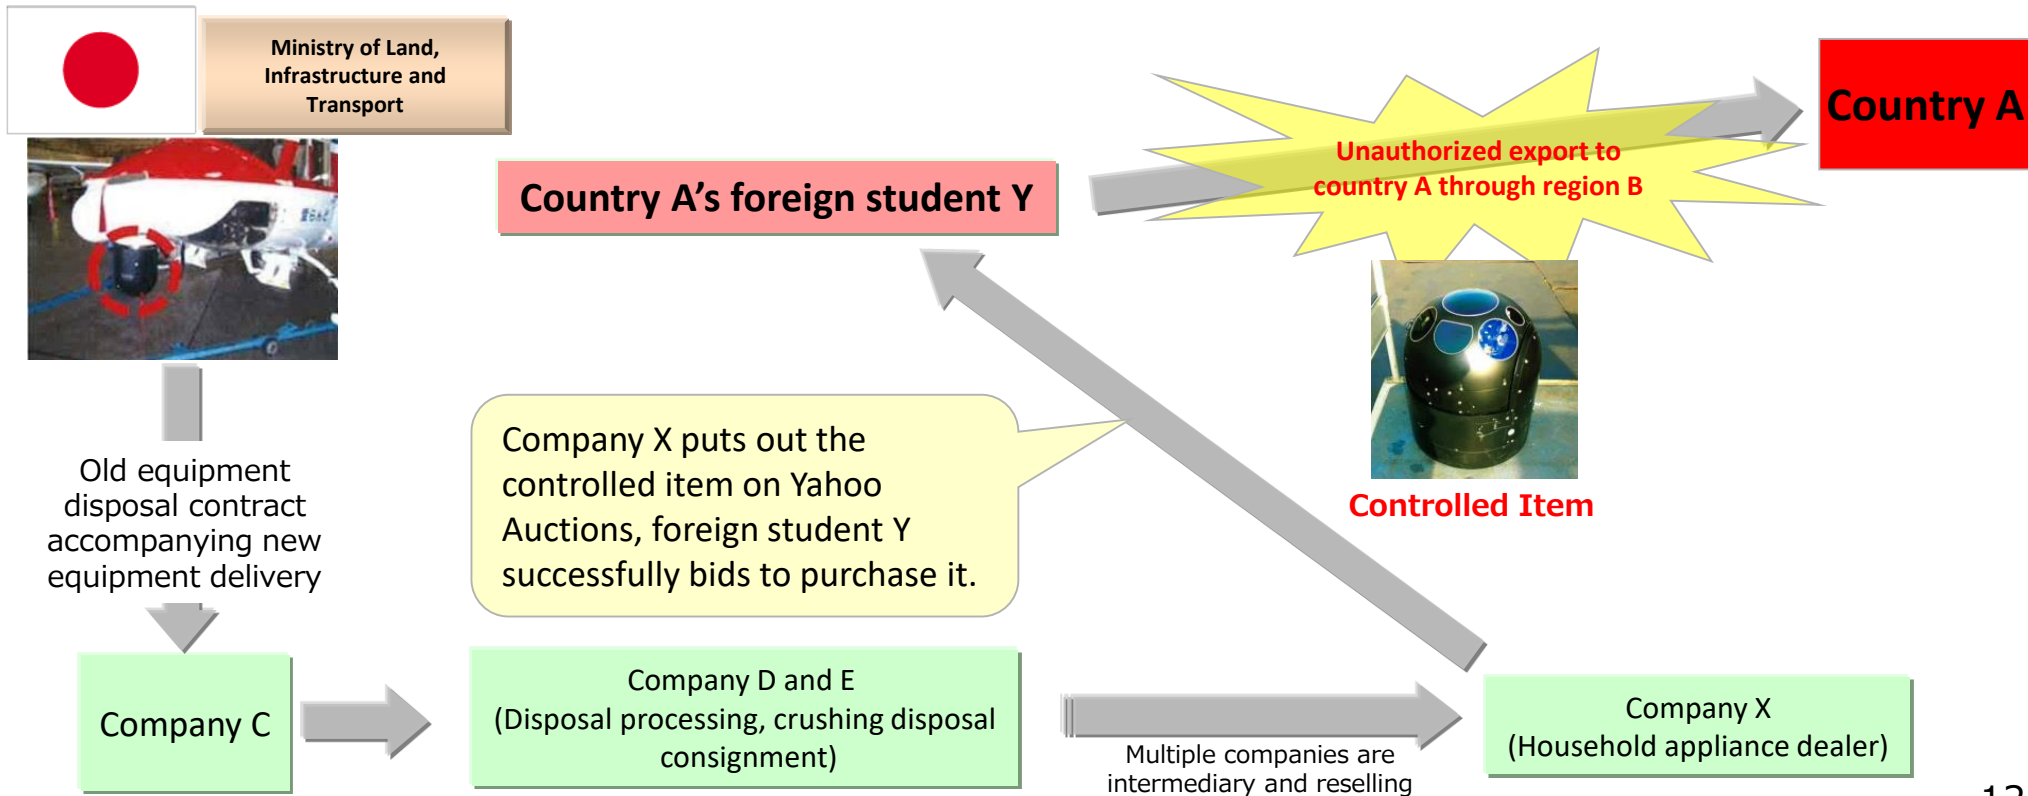 Ministry of Land,
Infrastructure and
Transport
Country A
Unauthorized export to
country A through region B
Country A's foreign student Y
Controlled Item
Company X puts out the
controlled item on Yahoo
Auctions, foreign student Y
successfully bids to purchase it.
Old equipment
disposal contract
accompanying new
equipment delivery
Company C
Company D and E
(Disposal processing, crushing disposal
consignment)
Multiple companies are
intermediary and reselling
Company X
(Household appliance dealer)